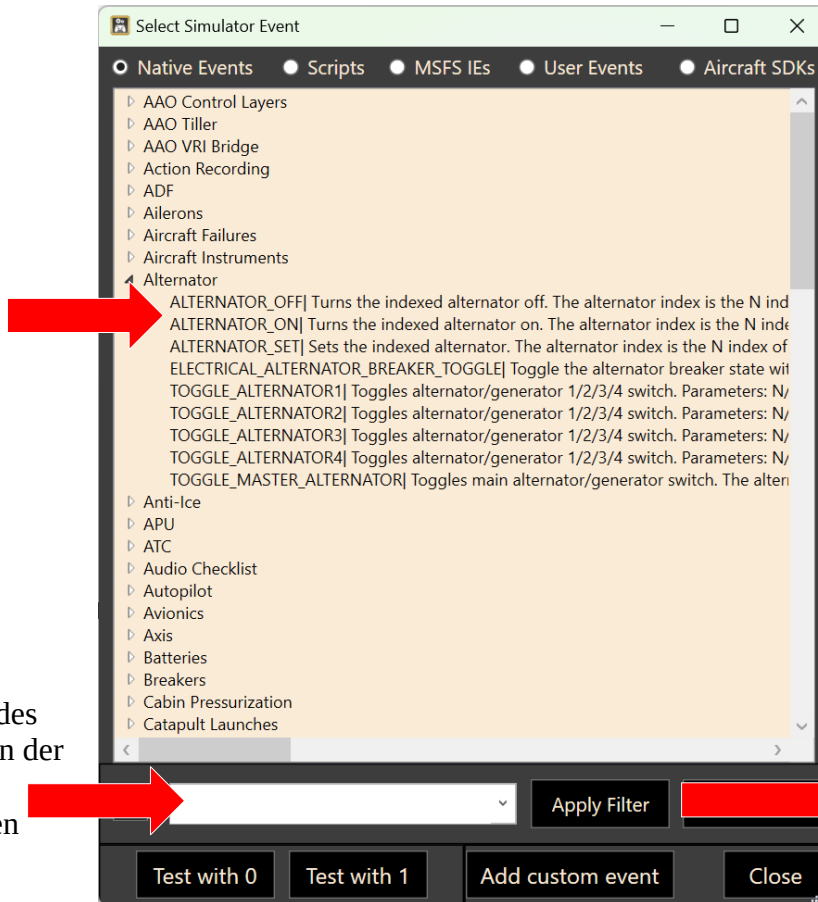 Select Simulator Event
Native Events Scripts MSFS IEs User Events Aircraft SDKs
AAO Control Layers
AAO Tiller
AAO VRI Bridge
Action Recording
ADF
Ailerons
Aircraft Failures
Aircraft Instruments
Alternator
ALTERNATOR_OFF| Turns the indexed alternator off. The alternator index is the N ind
ALTERNATOR_ON| Turns the indexed alternator on. The alternator index is the N inde
ALTERNATOR_SET| Sets the indexed alternator. The alternator index is the N index of
ELECTRICAL_ALTERNATOR_BREAKER_TOGGLE| Toggle the alternator breaker state wit
TOGGLE_ALTERNATOR1| Toggles alternator/generator 1/2/3/4 switch. Parameters: N/
TOGGLE_ALTERNATOR2| Toggles alternator/generator 1/2/3/4 switch. Parameters: N/
TOGGLE_ALTERNATOR3| Toggles alternator/generator 1/2/3/4 switch. Parameters: N/
TOGGLE_ALTERNATOR4| Toggles alternator/generator 1/2/3/4 switch. Parameters: N/
TOGGLE_MASTER_ALTERNATOR| Toggles main alternator/generator switch. The alter
Anti-Ice
APU
ATC
Audio Checklist
Autopilot
Avionics
Axis
Batteries
Breakers
Cabin Pressurization
Catapult Launches
des
n der
en
Apply Filter
Test with 0 Test with 1 Add custom event Close